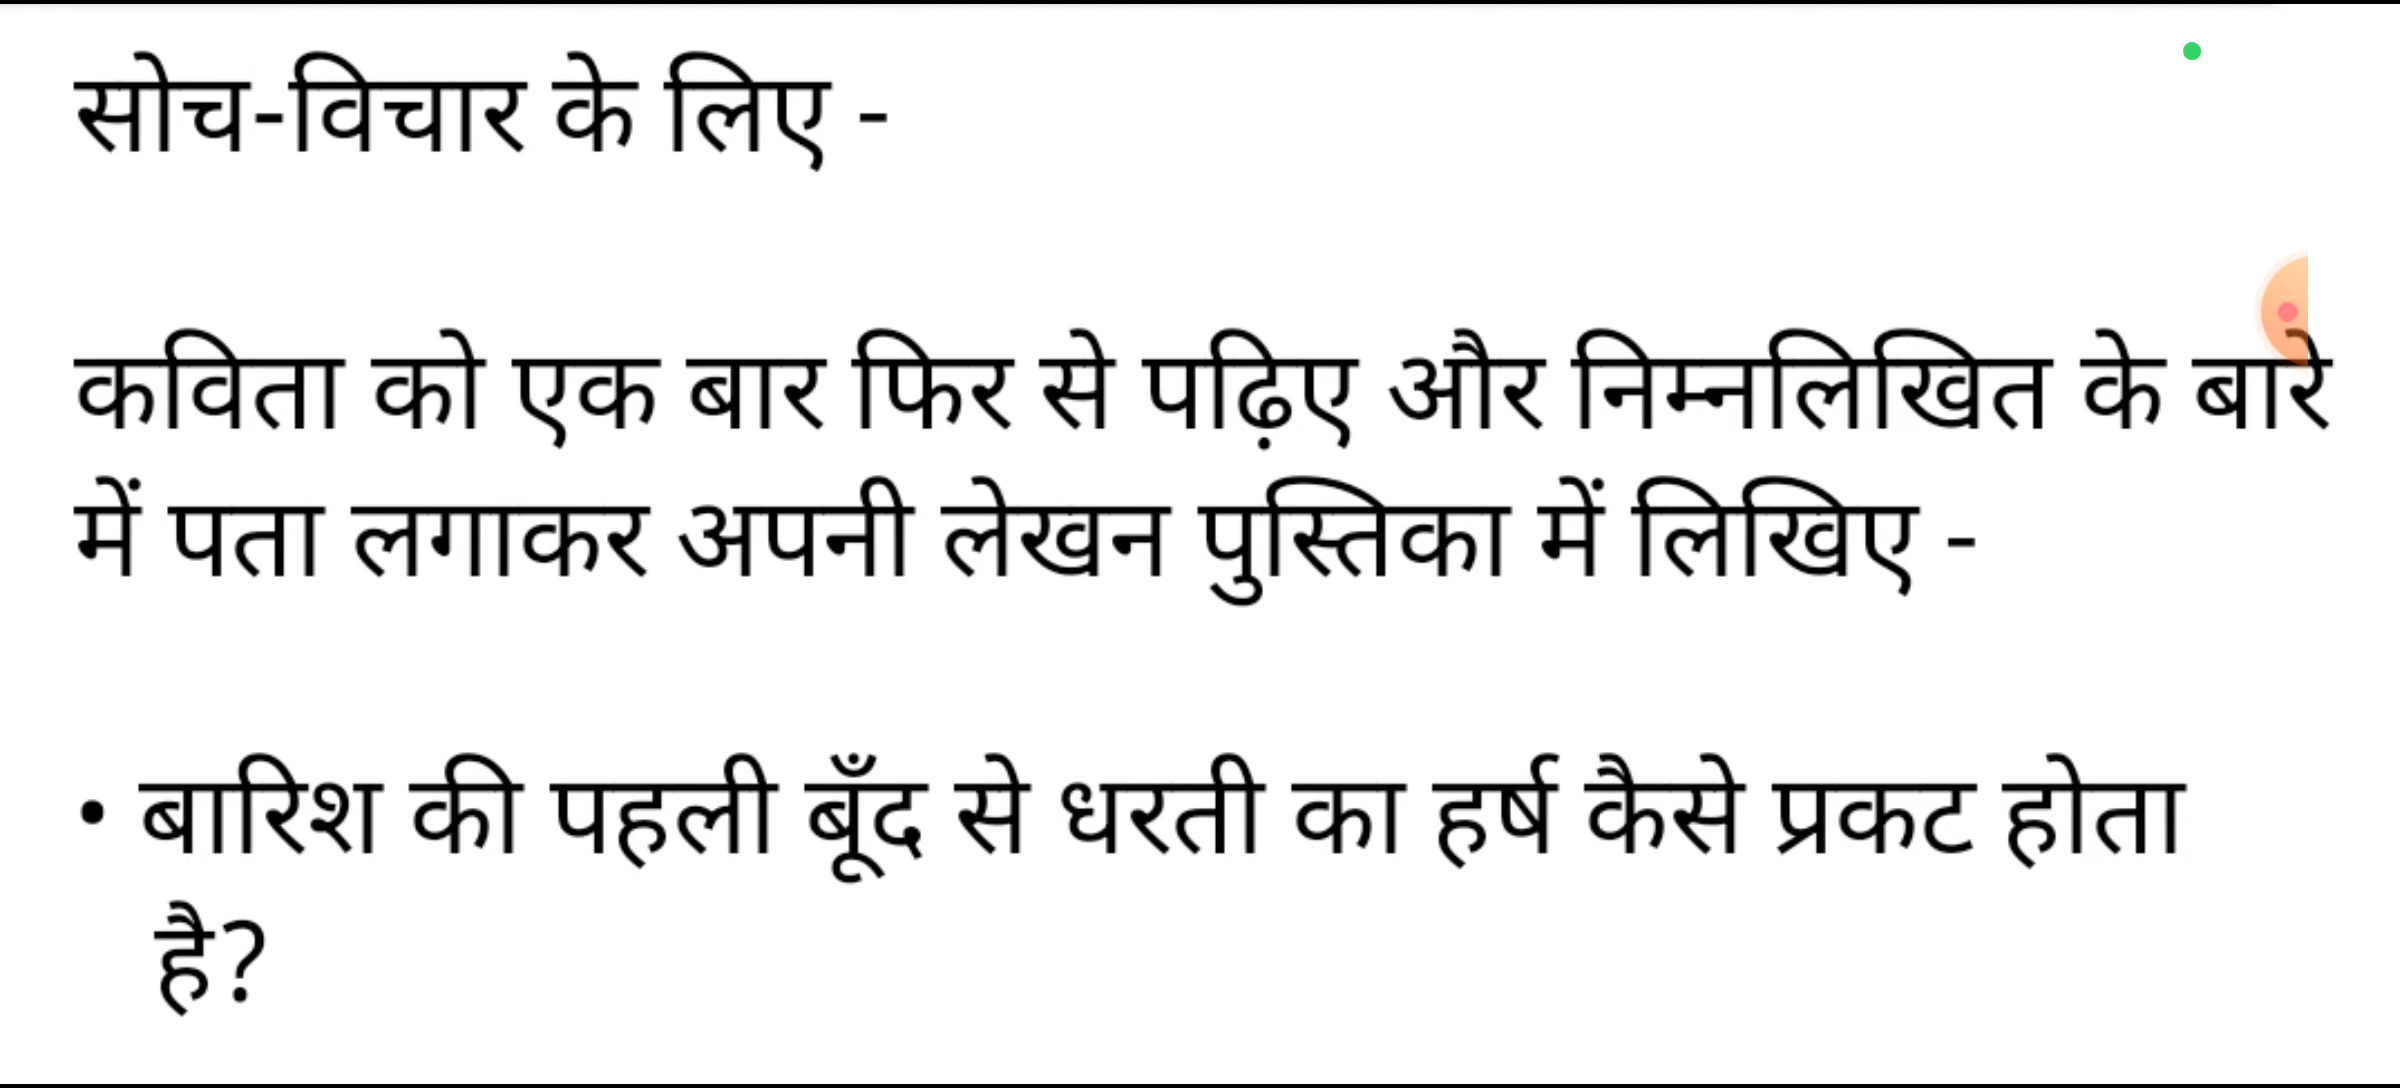 सोच-विचार के लिए -
कविता को एक बार फिर से पढ़िए और निम्नलिखित के बारे
में पता लगाकर अपनी लेखन पुस्तिका में लिखिए -
• बारिश की पहली बूँद से धरती का हर्ष कैसे प्रकट होता
है?